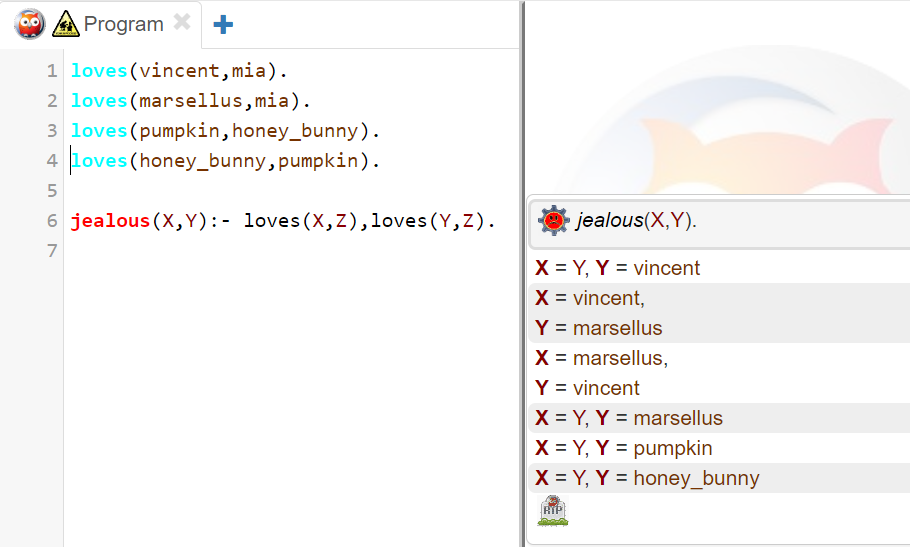 Program
1 loves(vincent,mia).
2 loves(marsellus,mia).
3 loves(pumpkin,honey_bunny).
4 loves(honey_bunny,pumpkin).
5
6 jealous(X,Y):- loves(X,Z),loves(Y,Z).
7
jealous(X,Y).
X = Y, Y = vincent
X = vincent,
Y = marsellus
X = marsellus,
Y = vincent
X = Y, Y = marsellus
X = Y, Y = pumpkin
X = Y, Y = honey_bunny
RIP